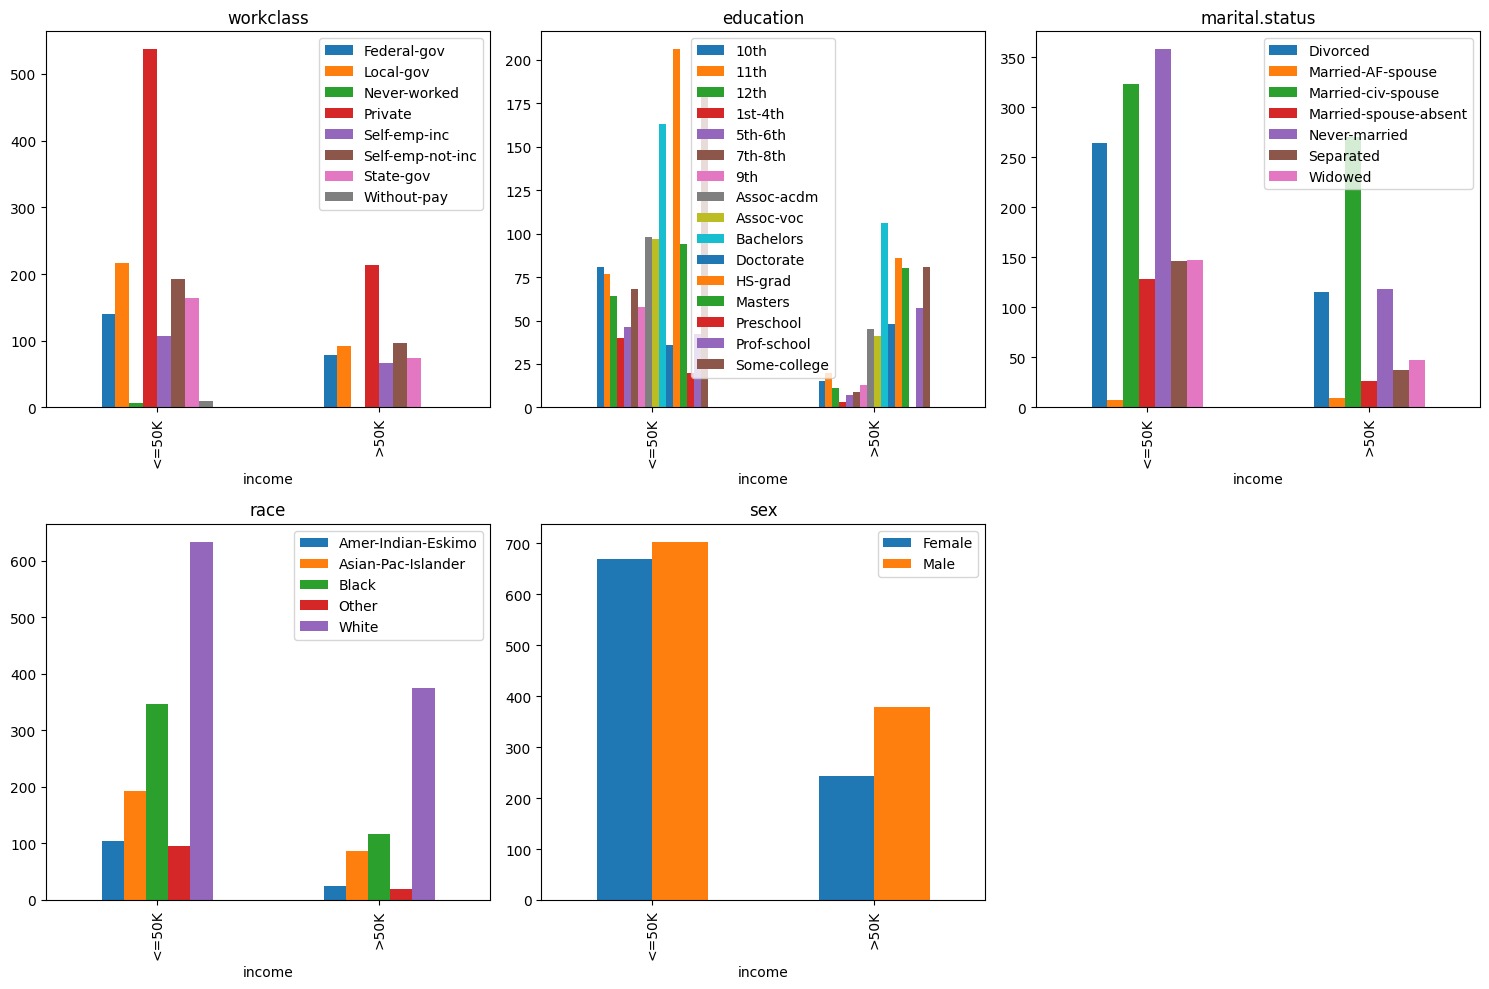 workclass
500
400
300
200
100
0
Federal-gov
Local-gov
Never-worked
Private
Self-emp-inc
Self-emp-not-inc
State-gov
Without-pay
<=50K
>50K
income
education
200
175
150
125
100
75
50
25
0
10th
11th
12th
1st-4th
5th-6th
7th-8th
9th
Assoc-acdm
Assoc-voc
Bachelors
Doctorate
HS-grad
Masters
Preschool
Prof-school
Some-college
<=50K
>50K
income
marital.status
350
300
250
200
150
100
50
0
Divorced
Married-AF-spouse
Married-civ-spouse
Married-spouse-absent
Never-married
Separated
Widowed
<=50K
>50K
income
race
600
500
400
300
200
100
0
Amer-Indian-Eskimo
Asian-Pac-Islander
Black
Other
White
<=50K
>50K
income
sex
700
600
500
400
300
200
100
0
Female
Male
<=50K
>50K
income